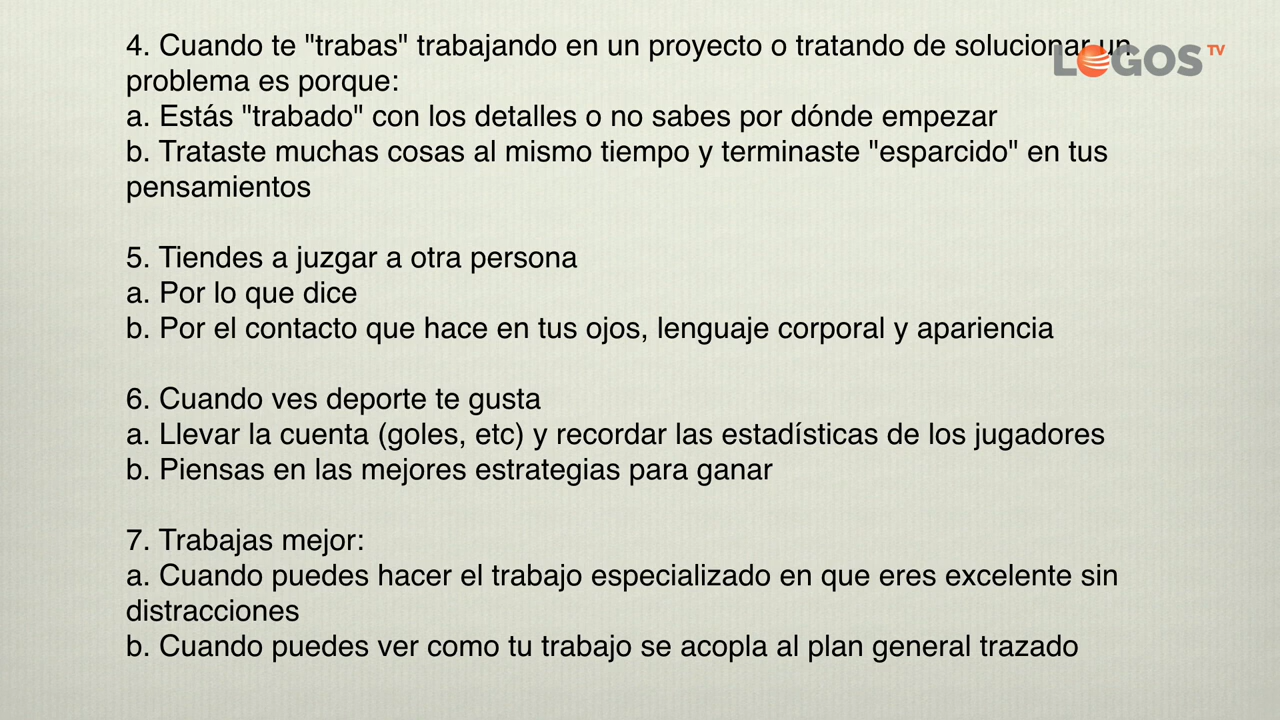 4. Cuando te "trabas" trabajando en un proyecto o tratando de solucionar un
LOGOS TV
problema es porque:
a. Estás "trabado" con los detalles o no sabes por dónde empezar
b. Trataste muchas cosas al mismo tiempo y terminaste "esparcido" en tus
pensamientos
5. Tiendes a juzgar a otra persona
a. Por lo que dice
b. Por el contacto que hace en tus ojos, lenguaje corporal y apariencia
6. Cuando ves deporte te gusta
a. Llevar la cuenta (goles, etc) y recordar las estadísticas de los jugadores
b. Piensas en las mejores estrategias para ganar
7. Trabajas mejor:
a. Cuando puedes hacer el trabajo especializado en que eres excelente sin
distracciones
b. Cuando puedes ver como tu trabajo se acopla al plan general trazado